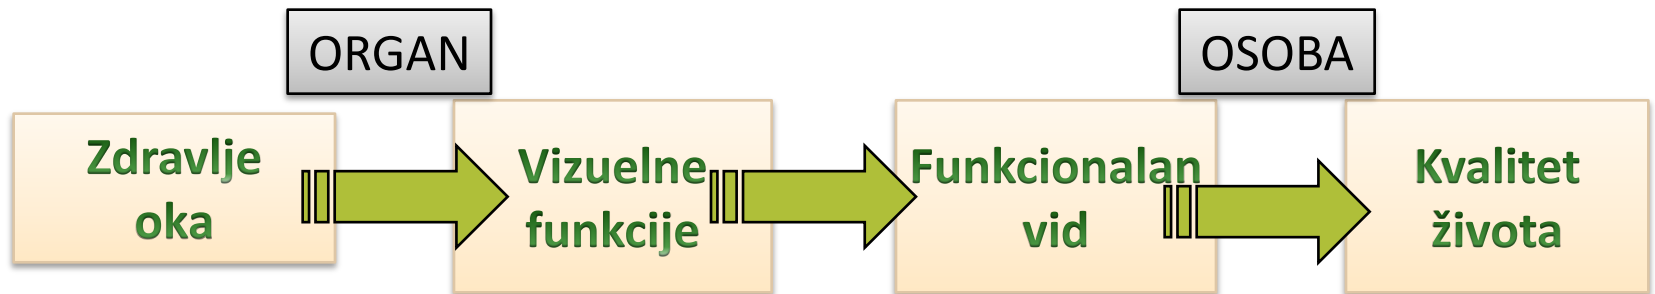 ORGAN
OSOBA
Zdravlje
oka
Vizuelne
funkcije
Funkcionalan
vid
Kvalitet
života